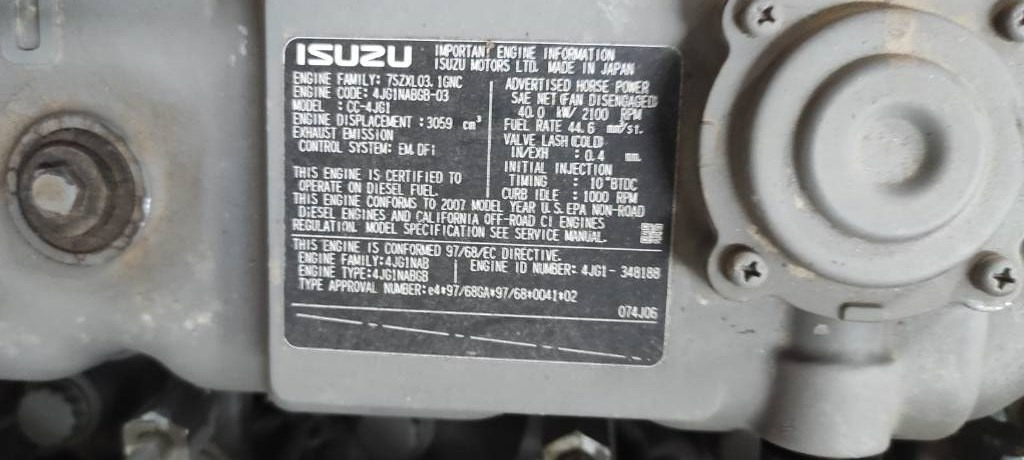 ISUZU
IMPORTANT ENGINE INFORMATION
ISUZU MOTORS LTD. MADE IN JAPAN
ENGINE FAMILY: 7SZXL03.1GNC
ENGINE CODE: 4JG1NABGB-03
MODEL : CC-4JG1
ENGINE DISPLACEMENT : 3059 cm³
EXHAUST EMISSION
CONTROL SYSTEM: EM,DFi
THIS ENGINE IS CERTIFIED TO
OPERATE ON DIESEL FUEL.
ADVERTISED HORSE POWER
SAE NET(FAN DISENGAGED)
40.0 kW/ 2100 RPM
FUEL RATE 44.6 mm³/st.
VALVE LASH(COLD)
IN/EXH : 0.4 mm.
INITIAL INJECTION
TIMING : 10°BTDC
CURB IDLE : 1000 RPM
THIS ENGINE CONFORMS TO 2007 MODEL YEAR U.S.EPA NON-ROAD
DIESEL ENGINES AND CALIFORNIA OFF-ROAD CI ENGINES
REGULATION. MODEL SPECIFICATION SEE SERVICE MANUAL.
THIS ENGINE IS CONFORMED 97/68/EC DIRECTIVE.
ENGINE FAMILY:4JG1NAB
ENGINE TYPE:4JG1NABGB
ENGINE ID NUMBER: 4JG1- 348188
TYPE APPROVAL NUMBER:e4*97/68GA*97/68*0041*02
074J06